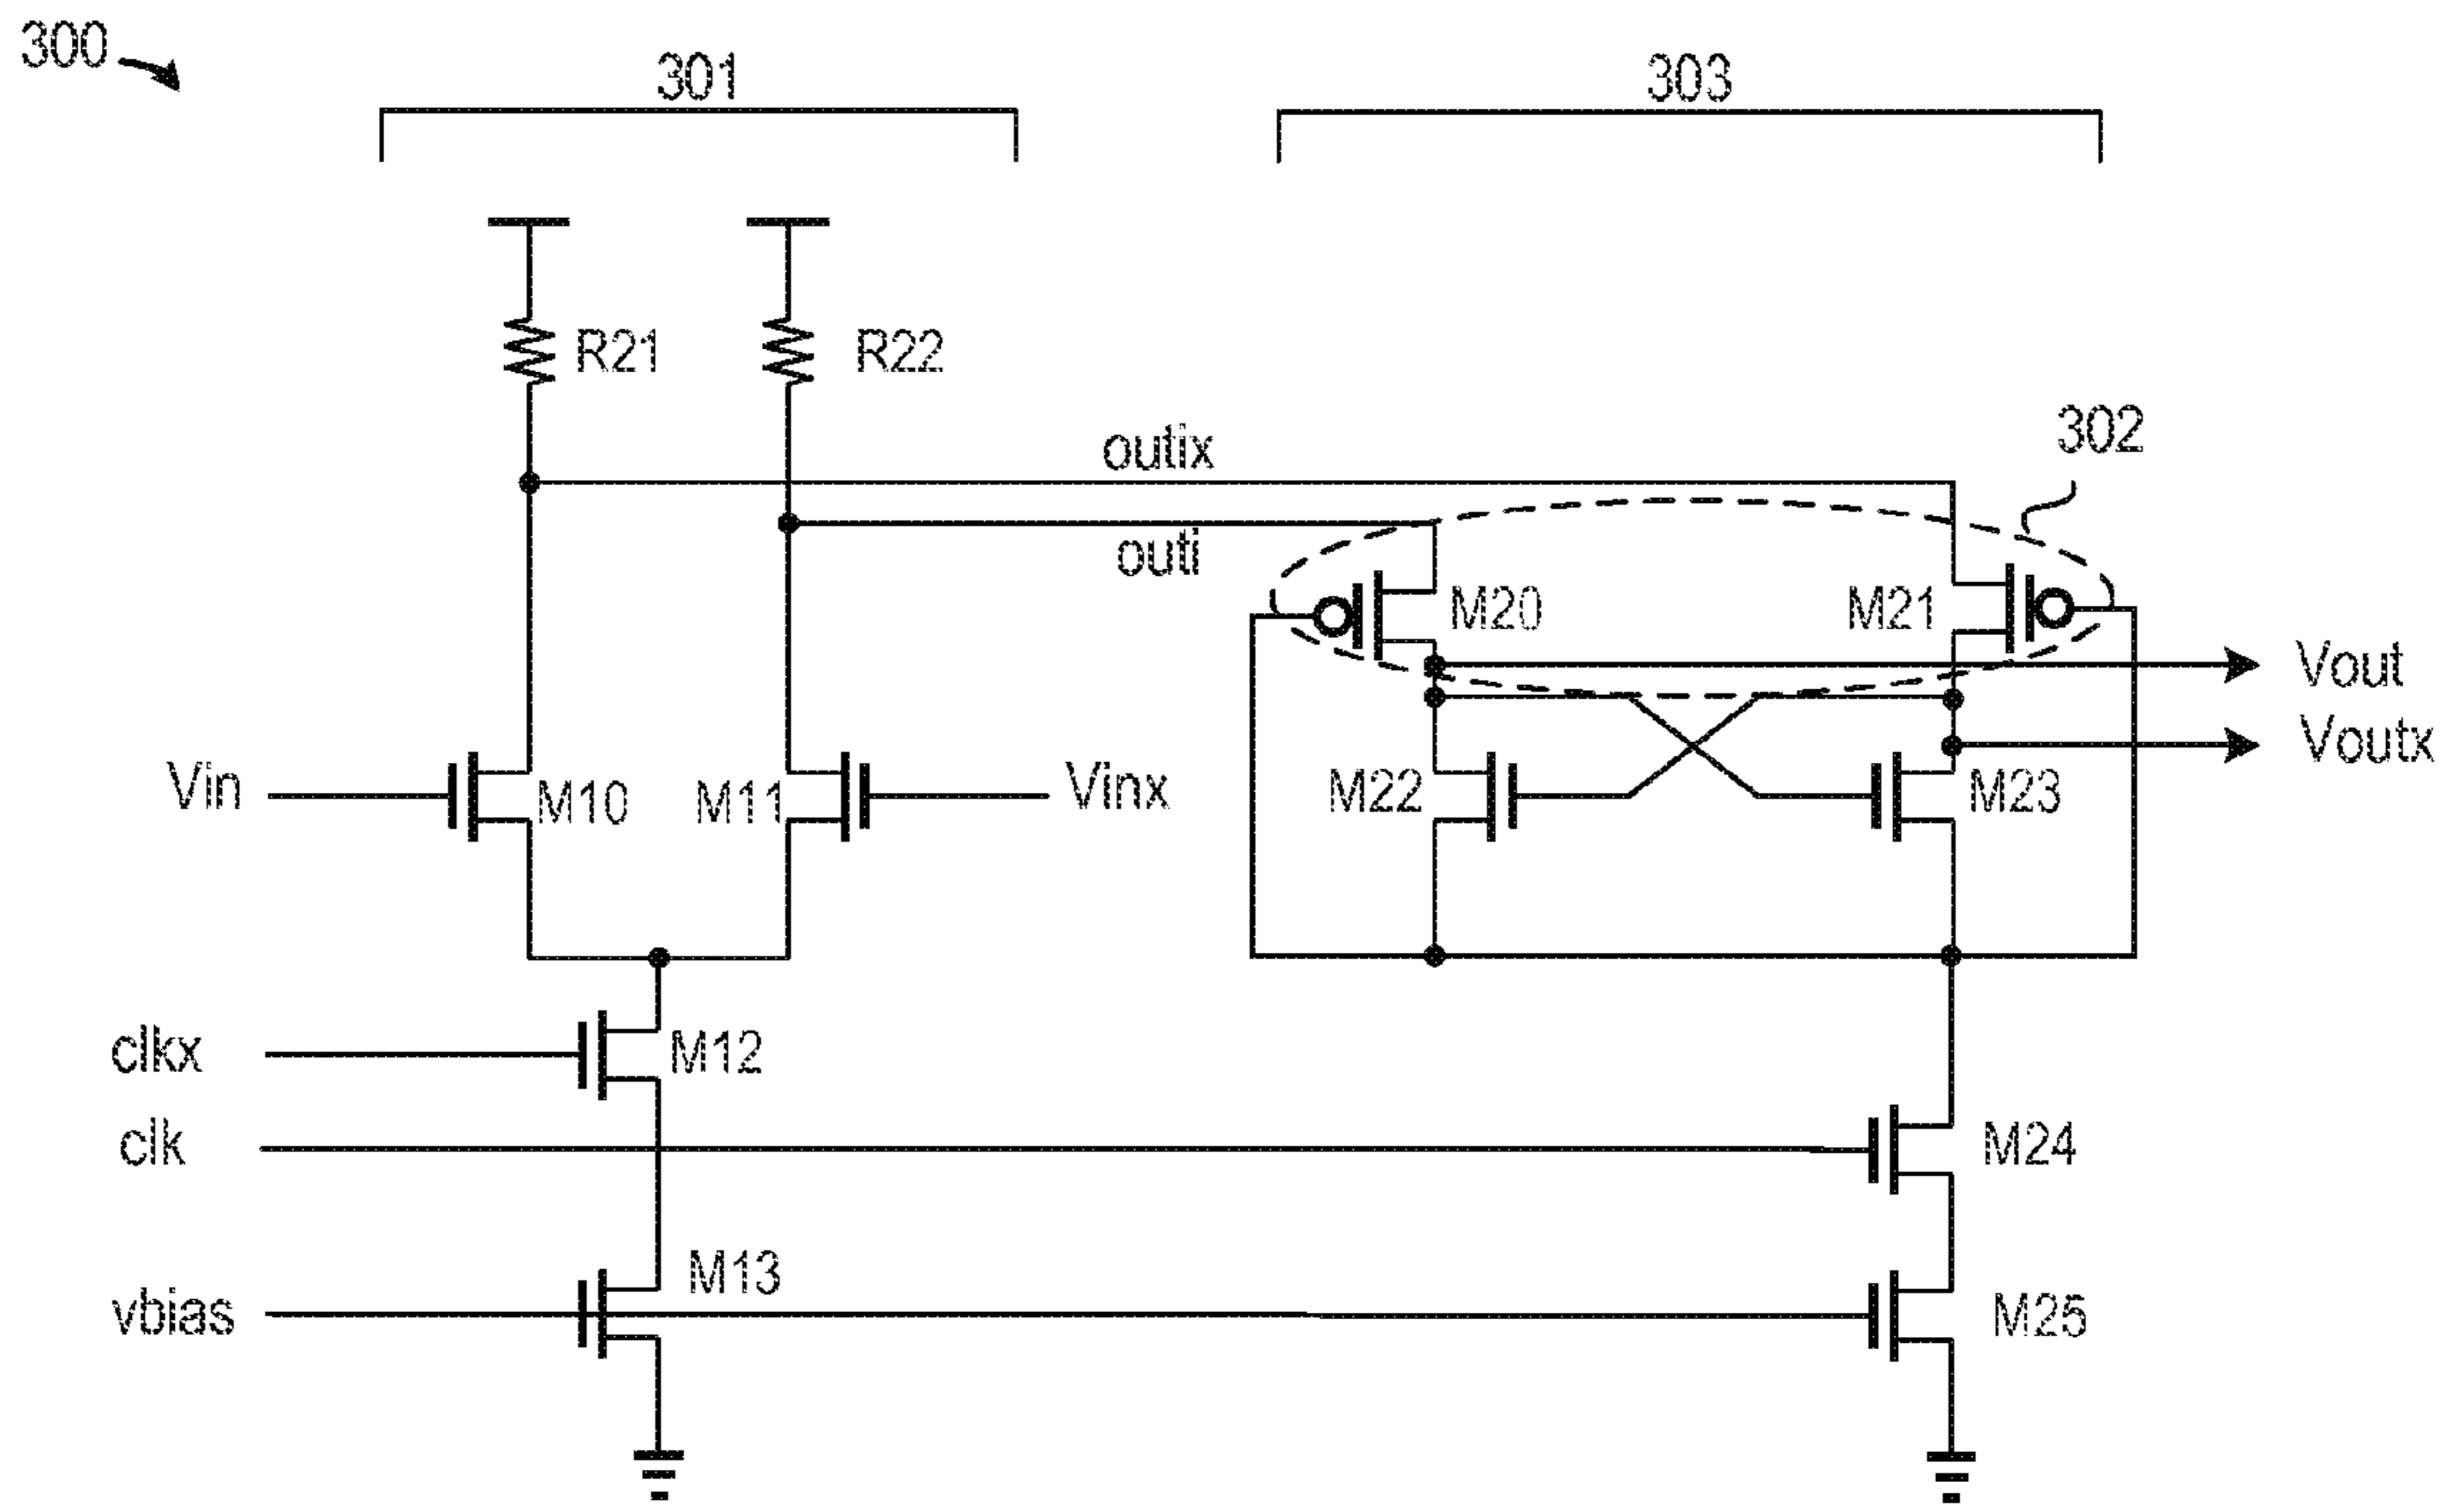 300
301
303
R21
R22
302
outix
outi
M20
M21
Vout
Voutx
Vin
M10
M11
Vinx
M22
M23
clkx
M12
clk
M24
M13
vbias
M25